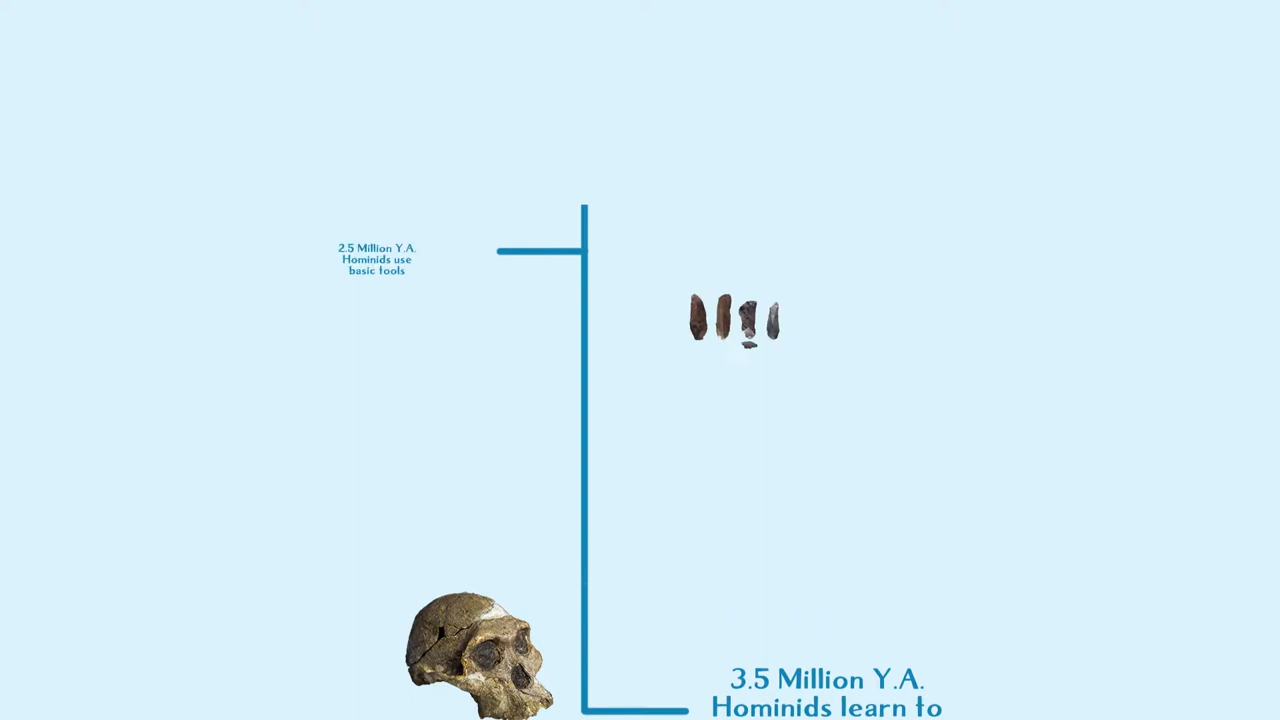 2.5 Million Y.A.
Hominids use
basic tools
3.5 Million Y.A.
Hominids learn to